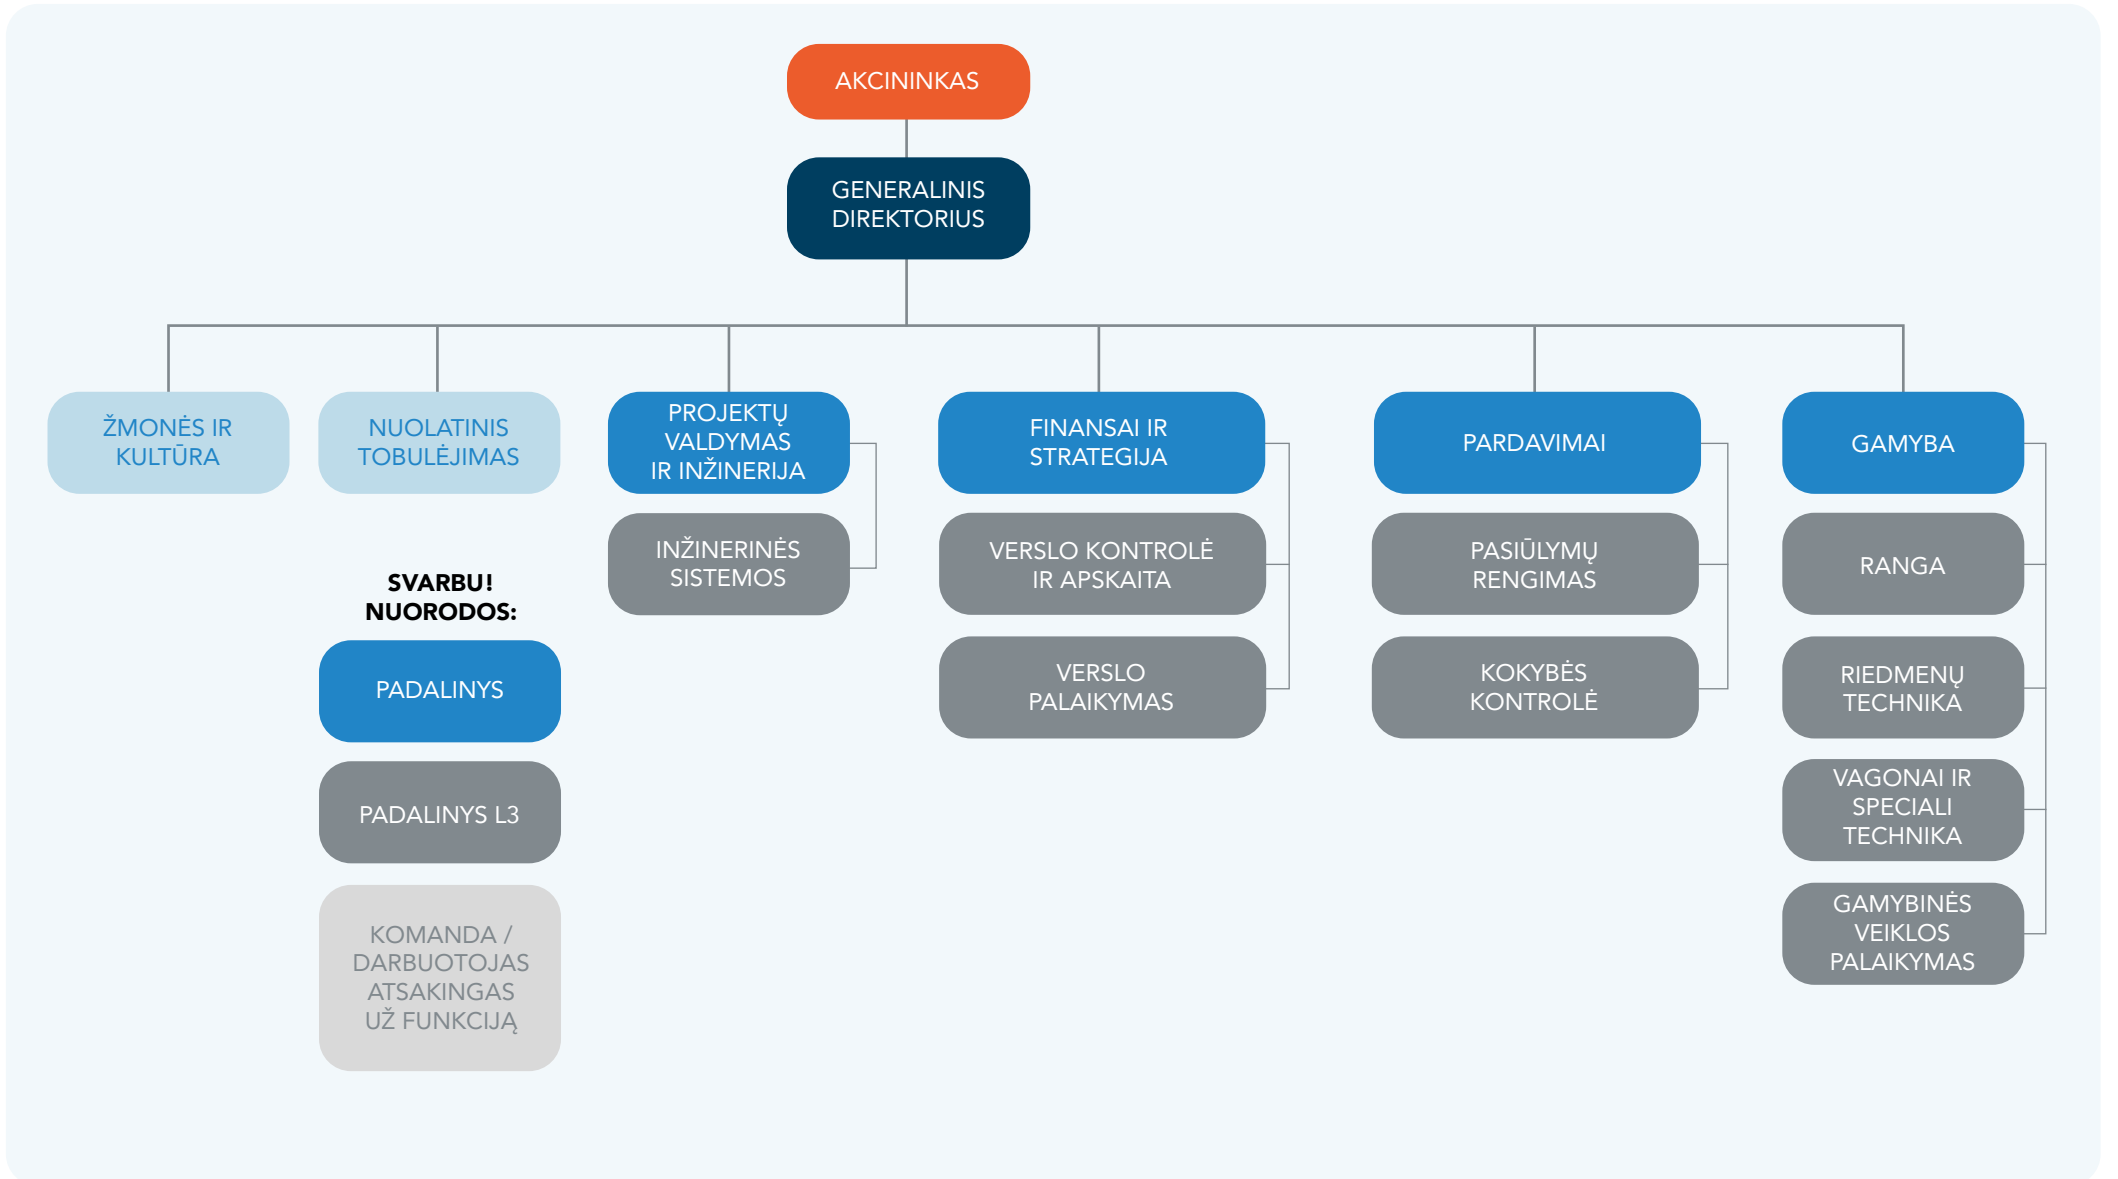 AKCININKAS
GENERALINIS
DIREKTORIUS
ŽMONĖS IR
KULTŪRA
NUOLATINIS
TOBULĖJIMAS
PROJEKTŲ
VALDYMAS
IR INŽINERIJA
FINANSAI IR
STRATEGIJA
PARDAVIMAI
GAMYBA
INŽINERINĖS
SISTEMOS
VERSLO KONTROLĖ
IR APSKAITA
PASIŪLYMŲ
RENGIMAS
RANGA
VERSLO
PALAIKYMAS
KOKYBĖS
KONTROLĖ
RIEDMENŲ
TECHNIKA
VAGONAI IR
SPECIALI
TECHNIKA
GAMYBINĖS
VEIKLOS
PALAIKYMAS
SVARBU!
NUORODOS:
PADALINYS
PADALINYS L3
KOMANDA /
DARBUOTOJAS
ATSAKINGAS
UŽ FUNKCIJĄ